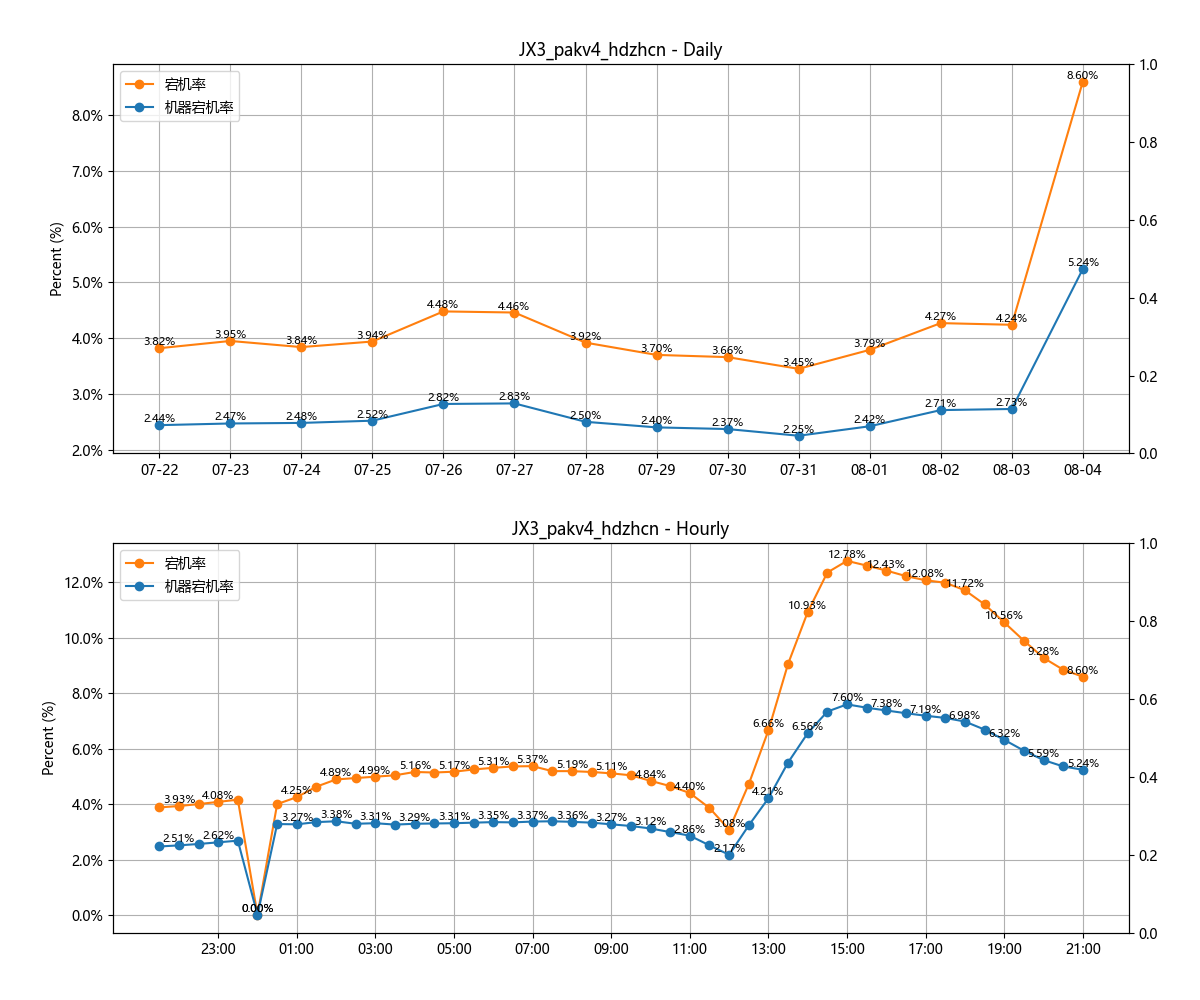 JX3_pakv4_hdzhcn - Daily
宕机率
机器宕机率
Percent (%)
8.0%
7.0%
6.0%
5.0%
4.0%
3.0%
2.0%
1.0
0.8
0.6
0.4
0.2
0.0
3.82% 3.95% 3.84% 3.94% 4.48% 4.46% 3.92% 3.70% 3.66% 3.45% 3.79% 4.27% 4.24% 8.60%
2.44% 2.47% 2.48% 2.52% 2.82% 2.83% 2.50% 2.40% 2.37% 2.25% 2.42% 2.71% 2.73% 5.24%
07-22 07-23 07-24 07-25 07-26 07-27 07-28 07-29 07-30 07-31 08-01 08-02 08-03 08-04
JX3_pakv4_hdzhcn - Hourly
宕机率
机器宕机率
Percent (%)
12.0%
10.0%
8.0%
6.0%
4.0%
2.0%
0.0%
1.0
0.8
0.6
0.4
0.2
0.0
3.93% 4.08% 0.00% 4.25% 4.89% 4.99% 5.16% 5.17% 5.31% 5.37% 5.19% 5.11% 4.84% 4.40% 3.08% 6.66% 10.93% 12.78% 12.43% 12.08% 11.72% 10.56% 9.28% 8.60%
2.51% 2.62% 0.00% 3.27% 3.38% 3.31% 3.29% 3.31% 3.35% 3.37% 3.36% 3.27% 3.12% 2.86% 2.17% 4.21% 6.56% 7.60% 7.38% 7.19% 6.98% 6.32% 5.59% 5.24%
23:00 01:00 03:00 05:00 07:00 09:00 11:00 13:00 15:00 17:00 19:00 21:00